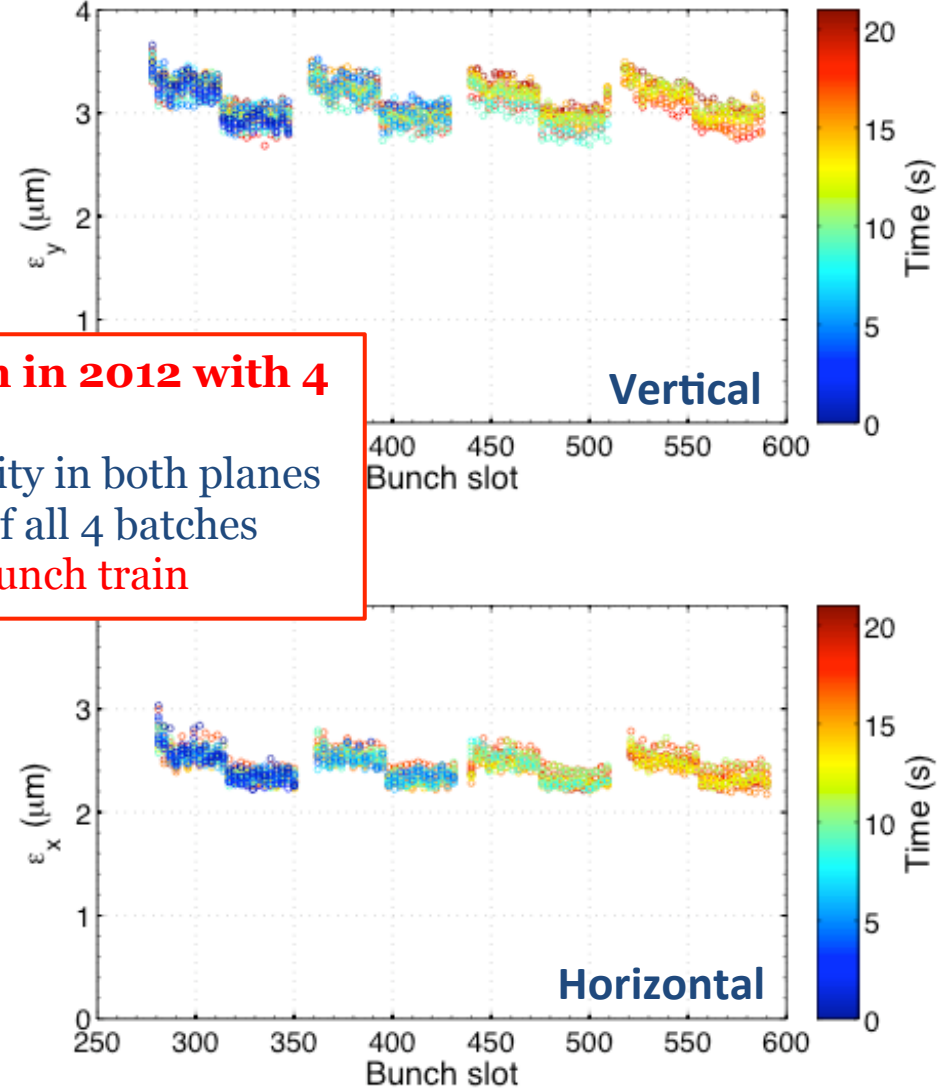 4
3
2
1
ε_y (μm)
Vertical
400 450 500 550 600
Bunch slot
20
15
10
5
0
Time (s)
n in 2012 with 4
ity in both planes
f all 4 batches
unch train
3
2
1
0
ε_x (μm)
Horizontal
250 300 350 400 450 500 550 600
Bunch slot
20
15
10
5
0
Time (s)